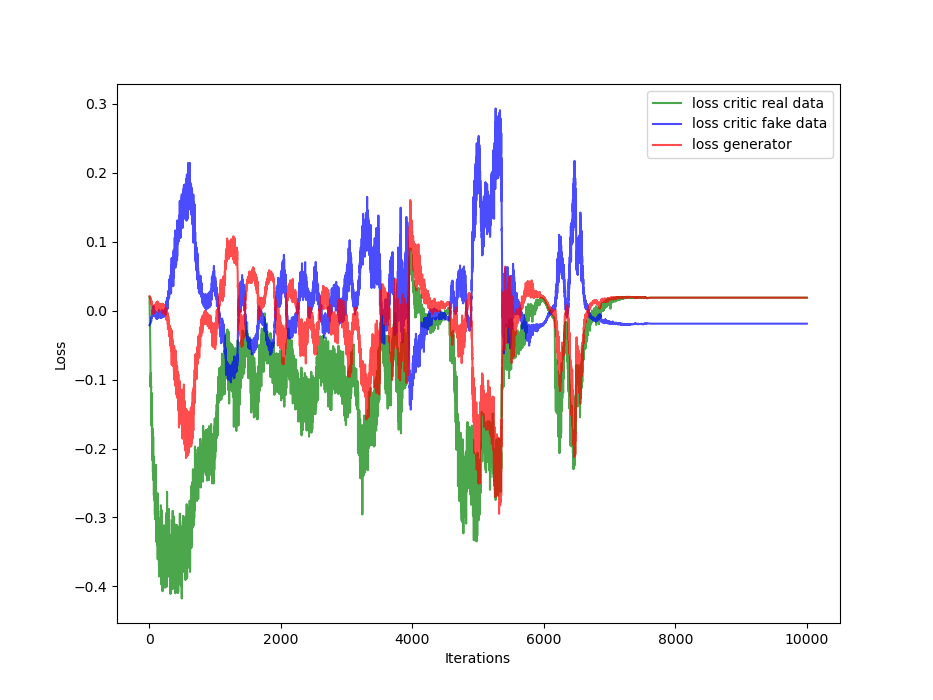 loss critic real data
loss critic fake data
loss generator
Loss
0.3
0.2
0.1
0.0
−0.1
−0.2
−0.3
−0.4
0 2000 4000 6000 8000 10000
Iterations